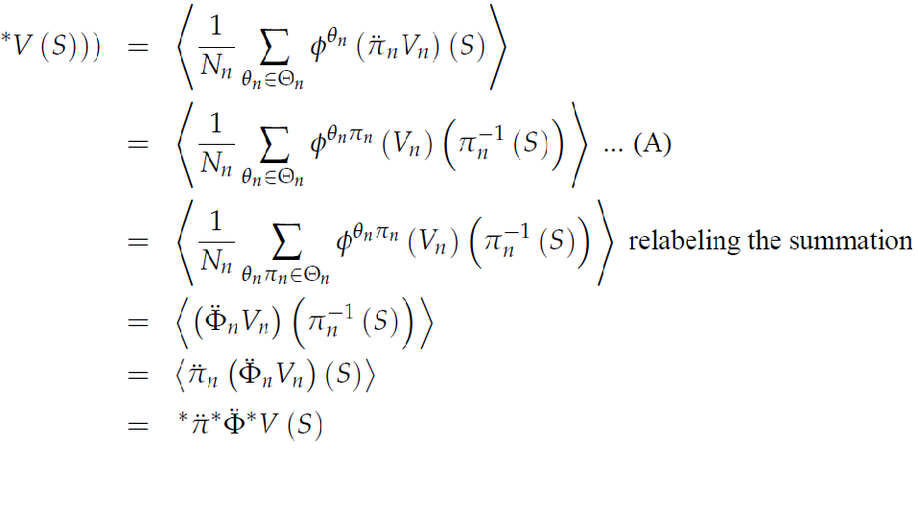 *V (S))) = ⟨ 1/N_n ∑_{θ_n∈Θ_n} ϕ^{θ_n} (π̈_n V_n) (S) ⟩
= ⟨ 1/N_n ∑_{θ_n∈Θ_n} ϕ^{θ_n π_n} (V_n) (π_n^{-1} (S)) ⟩ ... (A)
= ⟨ 1/N_n ∑_{θ_n π_n∈Θ_n} ϕ^{θ_n π_n} (V_n) (π_n^{-1} (S)) ⟩ relabeling the summation
= ⟨ (Φ̈_n V_n) (π_n^{-1} (S)) ⟩
= ⟨ π̈_n (Φ̈_n V_n) (S) ⟩
= *π̈*Φ̈*V (S)